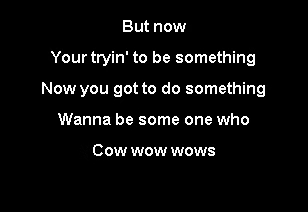 But now
Your tryin' to be something
Now you got to do something
Wanna be some one who
Cow wow wows